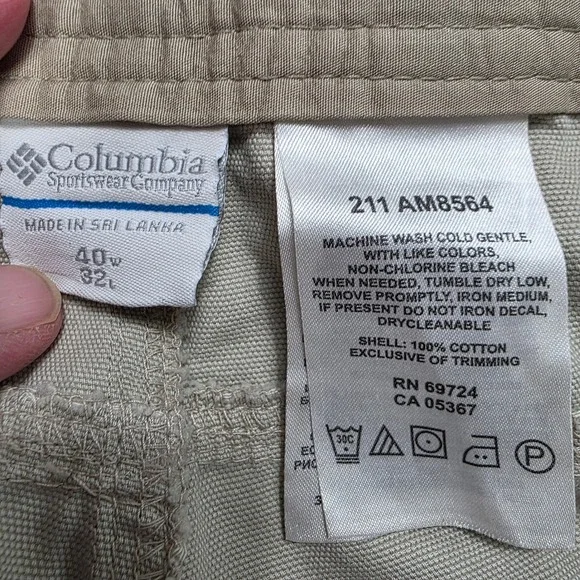 Columbia
Sportswear Company
MADE IN SRI LANKA
40W
32L
211 AM8564
MACHINE WASH COLD GENTLE,
WITH LIKE COLORS,
NON-CHLORINE BLEACH
WHEN NEEDED, TUMBLE DRY LOW,
REMOVE PROMPTLY, IRON MEDIUM,
IF PRESENT DO NOT IRON DECAL,
DRYCLEANABLE
SHELL: 100% COTTON
EXCLUSIVE OF TRIMMING
RN 69724
CA 05367
30C
P